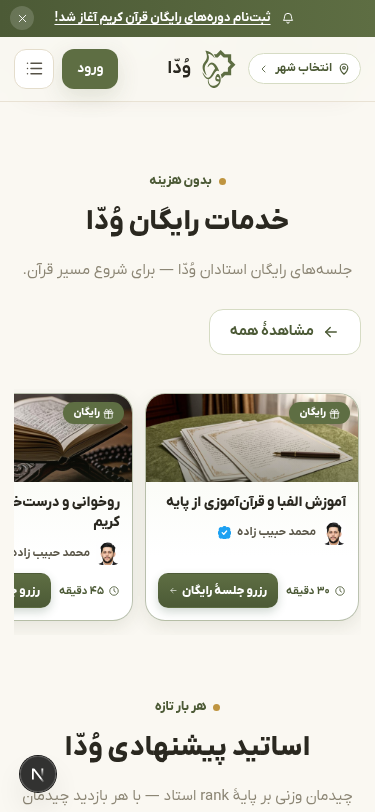 ثبت‌نام دوره‌های رایگان قرآن کریم آغاز شد!
انتخاب شهر
وُدّا
ورود
بدون هزینه
خدمات رایگان وُدّا
جلسه‌های رایگان استادان وُدّا — برای شروع مسیر قرآن.
مشاهدهٔ همه
رایگان
آموزش الفبا و قرآن‌آموزی از پایه
محمد حبیب زاده
۳۰ دقیقه
رزرو جلسهٔ رایگان
رایگان
روخوانی و درست‌خ
کریم
محمد حبیب زاده
۴۵ دقیقه
رزرو ج
هر بار تازه
اساتید پیشنهادی وُدّا
چیدمان وزنی بر پایهٔ rank استاد — با هر بازدید چیدمان
N